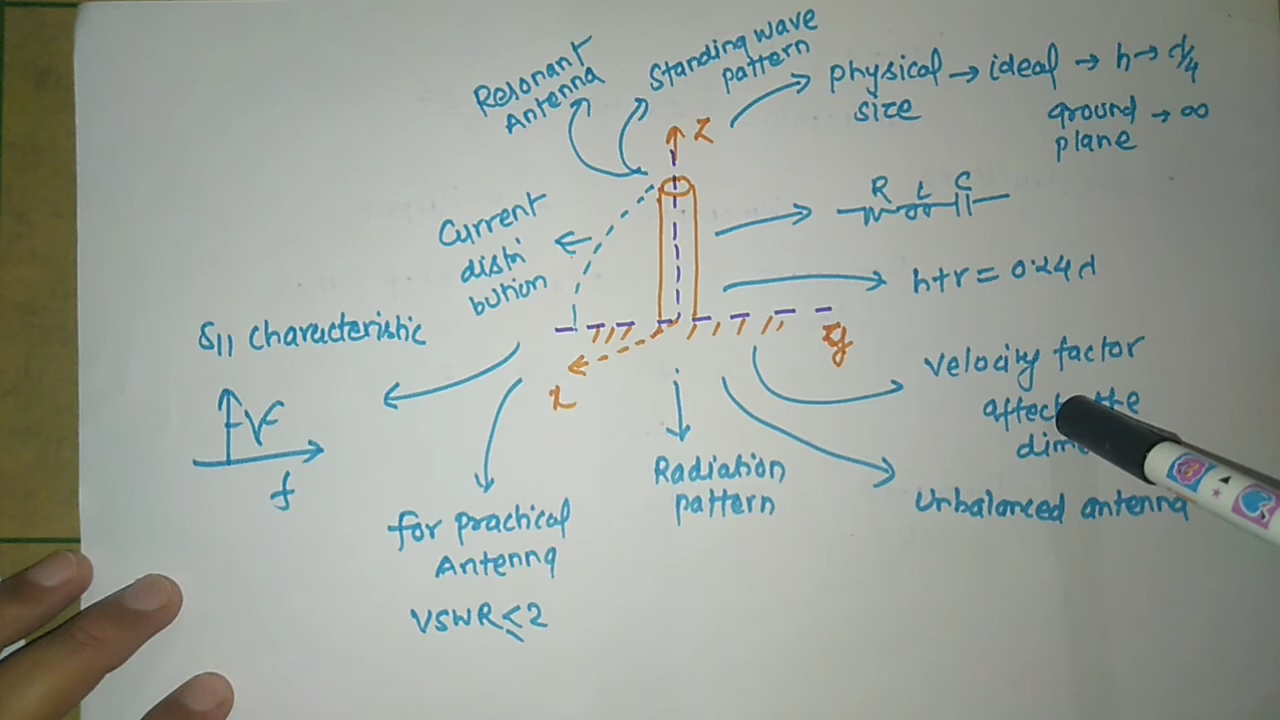 Resonant
Antenna
Standing wave
pattern
physical → ideal → h → λ/4
size
ground → ∞
plane
z
R L C
Current
distri
bution
h+r = 0.24λ
S11 characteristic
y
x
f
velocity factor
affect the
Radiation
pattern
Unbalanced antenna
for practical
Antenna
VSWR ≤ 2